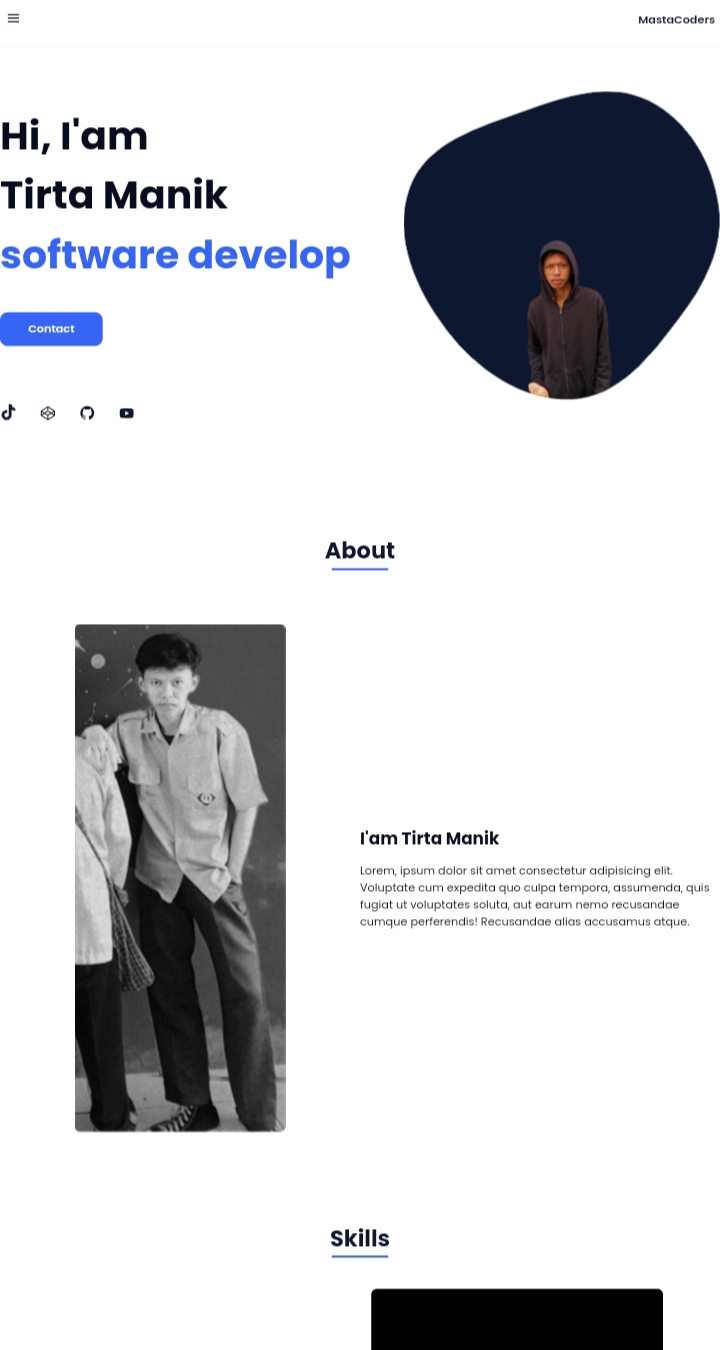 MastaCoders
Hi, I'am
Tirta Manik
software develop
Contact
About
I'am Tirta Manik
Lorem, ipsum dolor sit amet consectetur adipisicing elit.
Voluptate cum expedita quo culpa tempora, assumenda, quis
fugiat ut voluptates soluta, aut earum nemo recusandae
cumque perferendis! Recusandae alias accusamus atque.
Skills